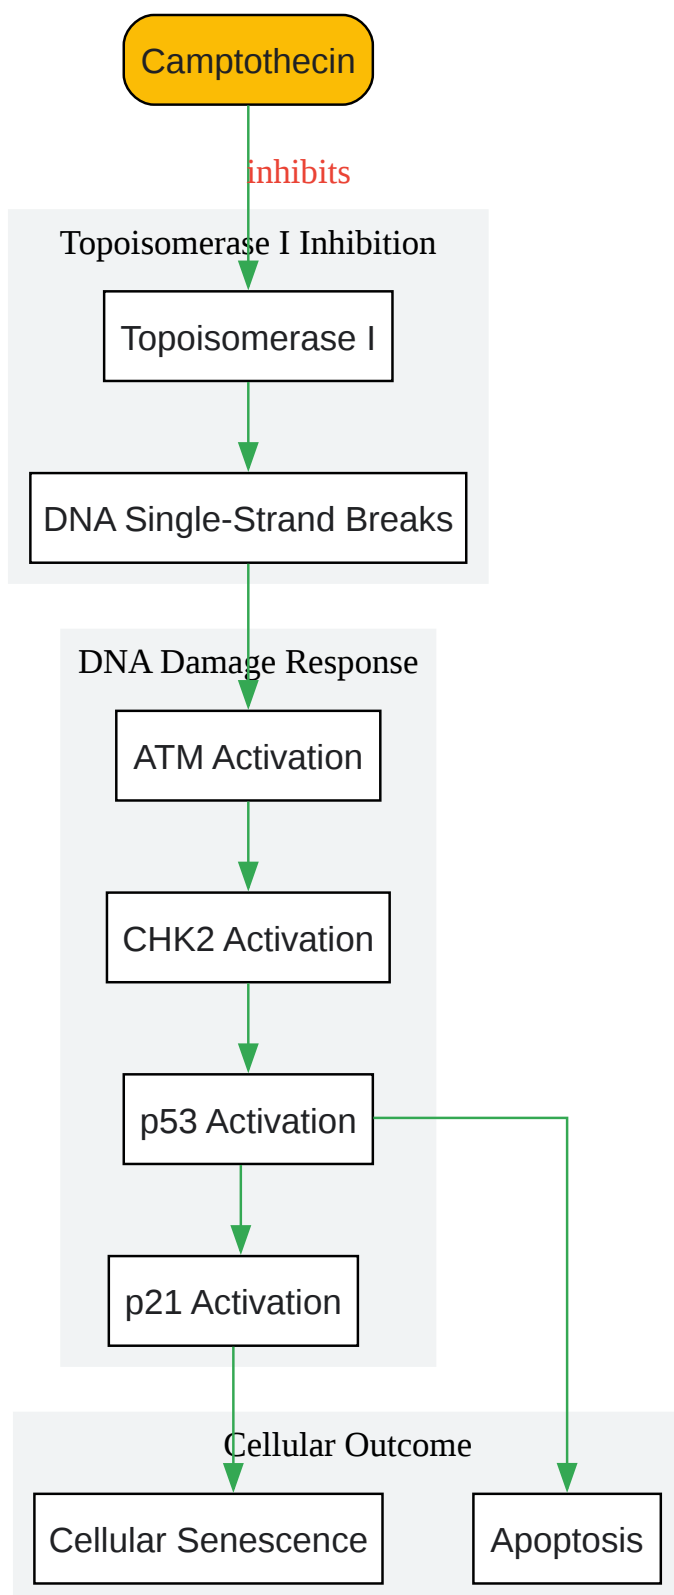 Camptothecin
inhibits
Topoisomerase I Inhibition
Topoisomerase I
DNA Single-Strand Breaks
DNA Damage Response
ATM Activation
CHK2 Activation
p53 Activation
p21 Activation
Cellular Outcome
Cellular Senescence
Apoptosis